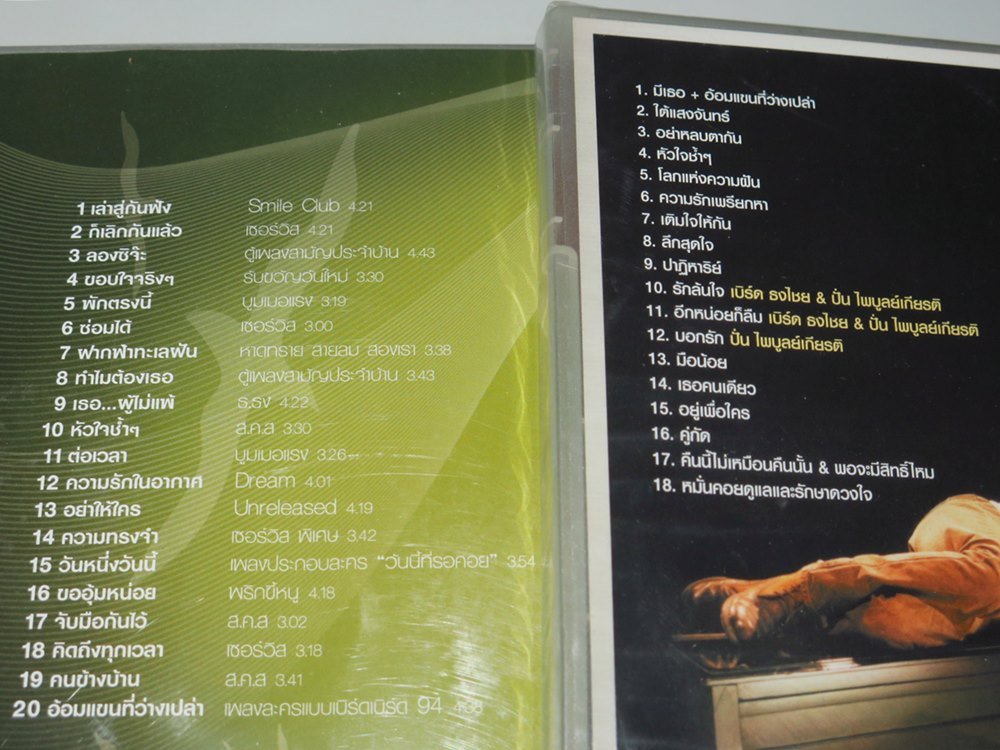 1 เล่าสู่กันฟัง Smile Club 4.21
2 ก็เลิกกันแล้ว เซอร์วิส 4.21
3 ลองซิจ๊ะ ตู้เพลงสามัญประจำบ้าน 4.43
4 ขอบใจจริงๆ รับขวัญวันใหม่ 3.30
5 พักตรงนี้ บูมเมอแรง 3.19
6 ซ่อมได้ เซอร์วิส 3.00
7 ฝากฟ้าทะเลฝัน หาดทราย สายลม สองเรา 3.38
8 ทำไมต้องเธอ ตู้เพลงสามัญประจำบ้าน 3.43
9 เธอ...ผู้ไม่แพ้ ธ.ธง 4.22
10 หัวใจช้ำๆ ส.ค.ส 3.30
11 ต่อเวลา บูมเมอแรง 3.26
12 ความรักในอากาศ Dream 4.01
13 อย่าให้ใคร Unreleased 4.19
14 ความทรงจำ เซอร์วิส พิเศษ 3.42
15 วันหนึ่งวันนี้ เพลงประกอบละคร "วันนี้ที่รอคอย" 3.54
16 ขออุ้มหน่อย พริกขี้หนู 4.18
17 จับมือกันไว้ ส.ค.ส 3.02
18 คิดถึงทุกเวลา เซอร์วิส 3.18
19 คนข้างบ้าน ส.ค.ส 3.41
20 อ้อมแขนที่ว่างเปล่า เพลงละครแบบเบิร์ดเบิร์ด 94
1. มีเธอ + อ้อมแขนที่ว่างเปล่า
2. ใต้แสงจันทร์
3. อย่าหลบตากัน
4. หัวใจช้ำๆ
5. โลกแห่งความฝัน
6. ความรักเพรียกหา
7. เติมใจให้กัน
8. ลึกสุดใจ
9. ปาฏิหาริย์
10. รักล้นใจ เบิร์ด ธงไชย & ปั่น ไพบูลย์เกียรติ
11. อีกหน่อยก็ลืม เบิร์ด ธงไชย & ปั่น ไพบูลย์เกียรติ
12. บอกรัก ปั่น ไพบูลย์เกียรติ
13. มือน้อย
14. เธอคนเดียว
15. อยู่เพื่อใคร
16. คู่กัด
17. คืนนี้ไม่เหมือนคืนนั้น & พอจะมีสิทธิ์ไหม
18. หมั่นคอยดูแลและรักษาดวงใจ